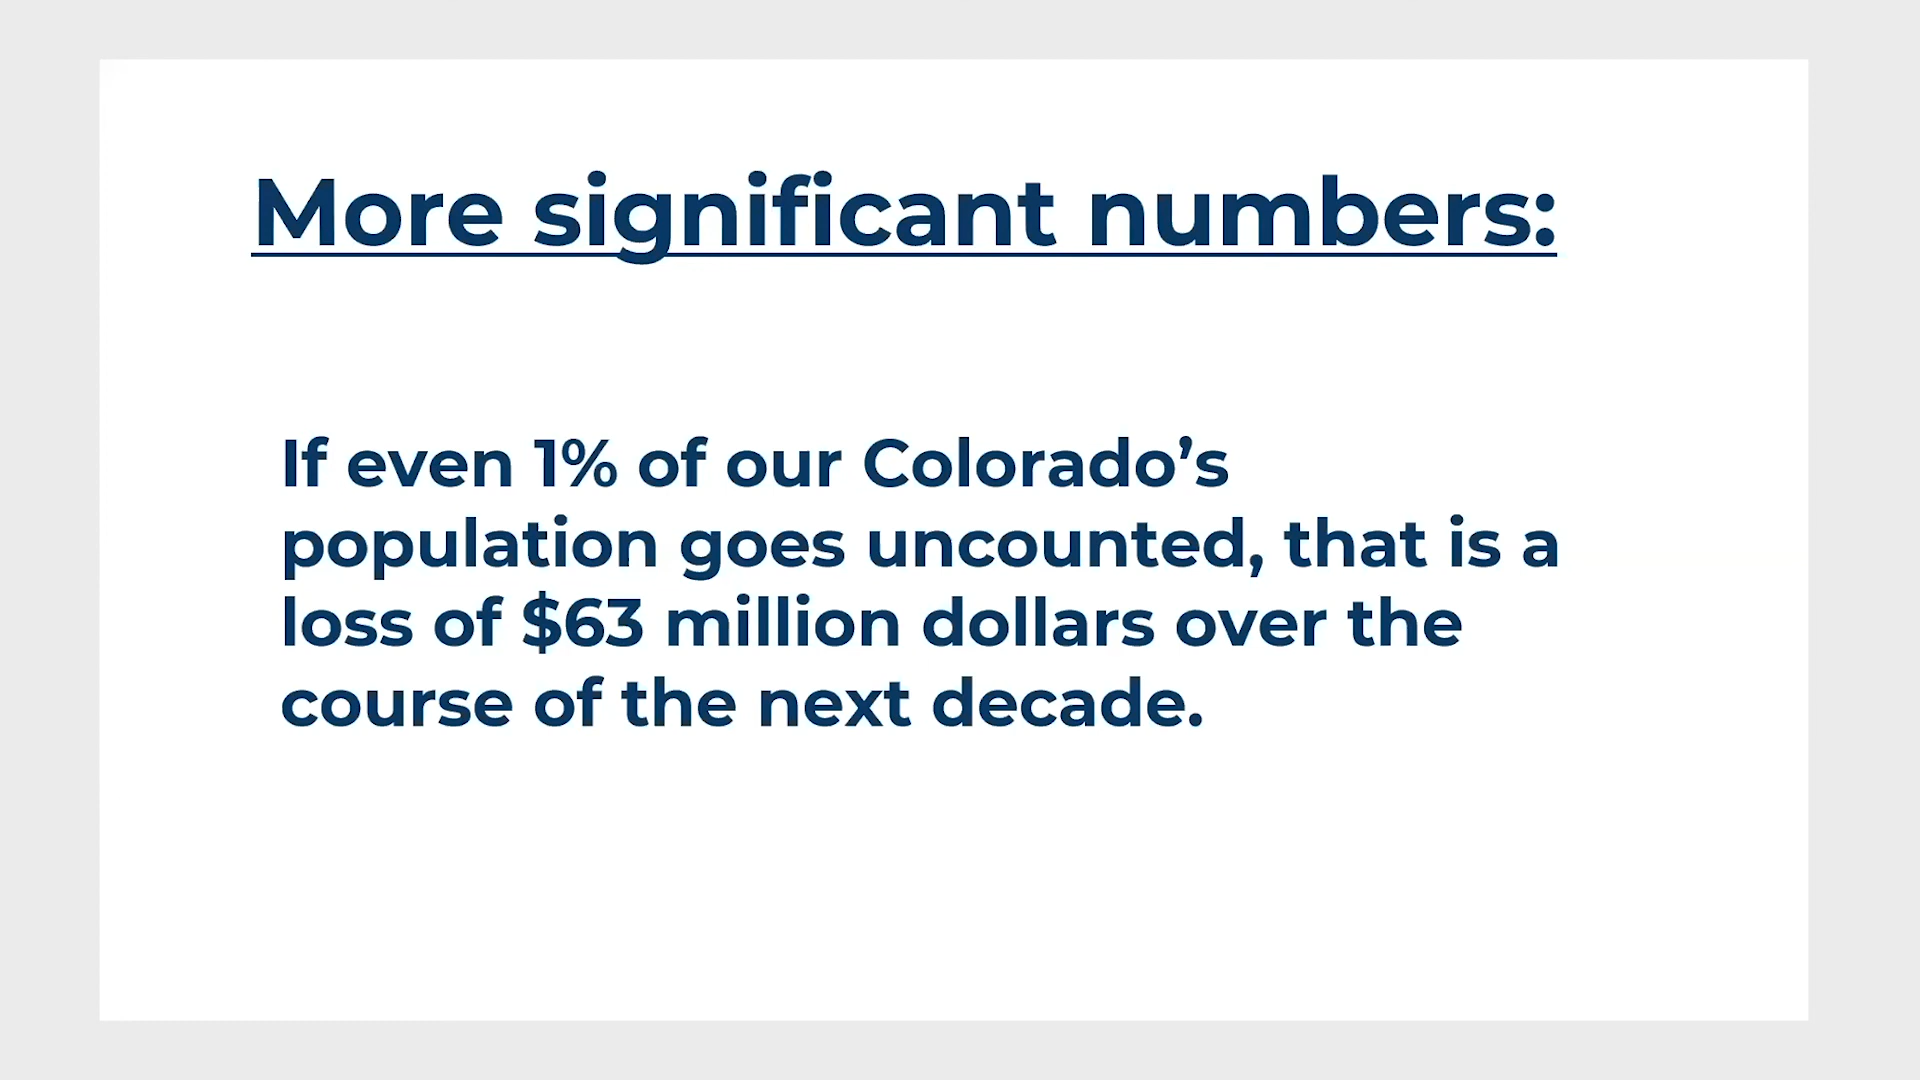 More significant numbers:
If even 1% of our Colorado’s
population goes uncounted, that is a
loss of $63 million dollars over the
course of the next decade.